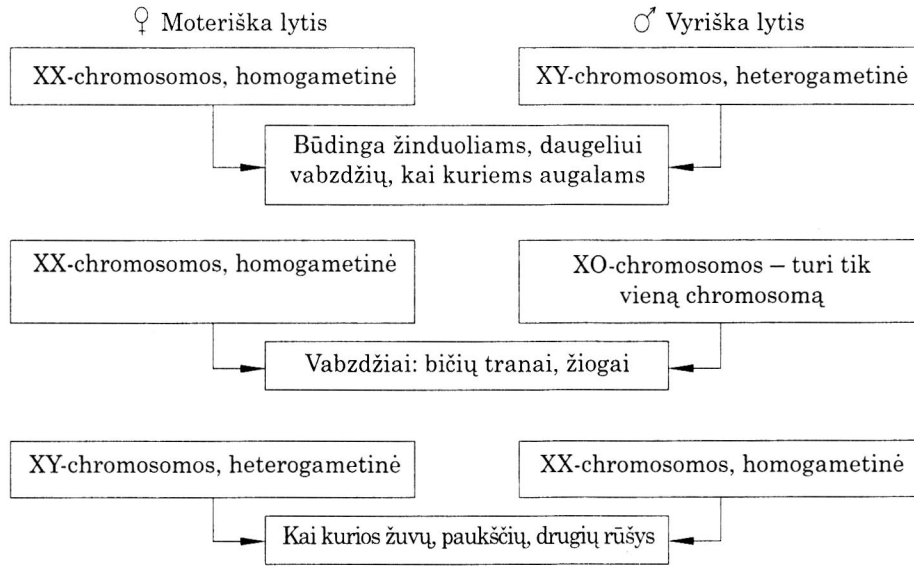 ♀ Moteriška lytis
♂ Vyriška lytis
XX-chromosomos, homogametinė
XY-chromosomos, heterogametinė
Būdinga žinduoliams, daugeliui
vabzdžių, kai kuriems augalams
XX-chromosomos, homogametinė
XO-chromosomos – turi tik
vieną chromosomą
Vabzdžiai: bičių tranai, žiogai
XY-chromosomos, heterogametinė
XX-chromosomos, homogametinė
Kai kurios žuvų, paukščių, drugių rūšys